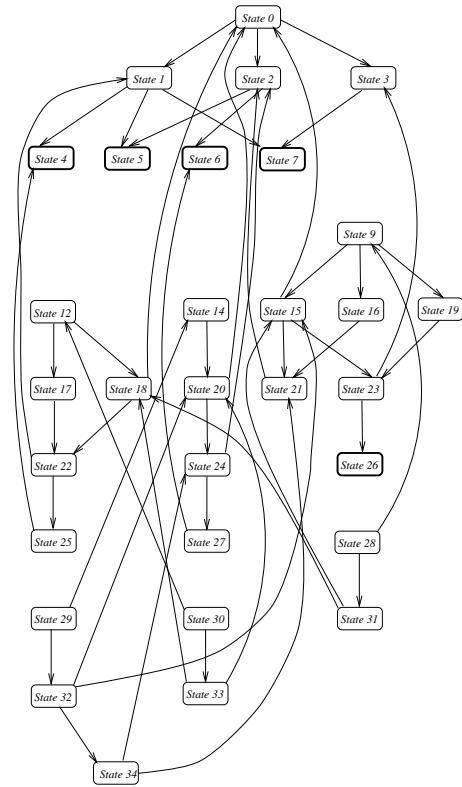 State 0
State 1
State 2
State 3
State 4
State 5
State 6
State 7
State 9
State 12
State 14
State 15
State 16
State 19
State 17
State 18
State 20
State 21
State 23
State 22
State 24
State 26
State 25
State 27
State 28
State 29
State 30
State 31
State 32
State 33
State 34